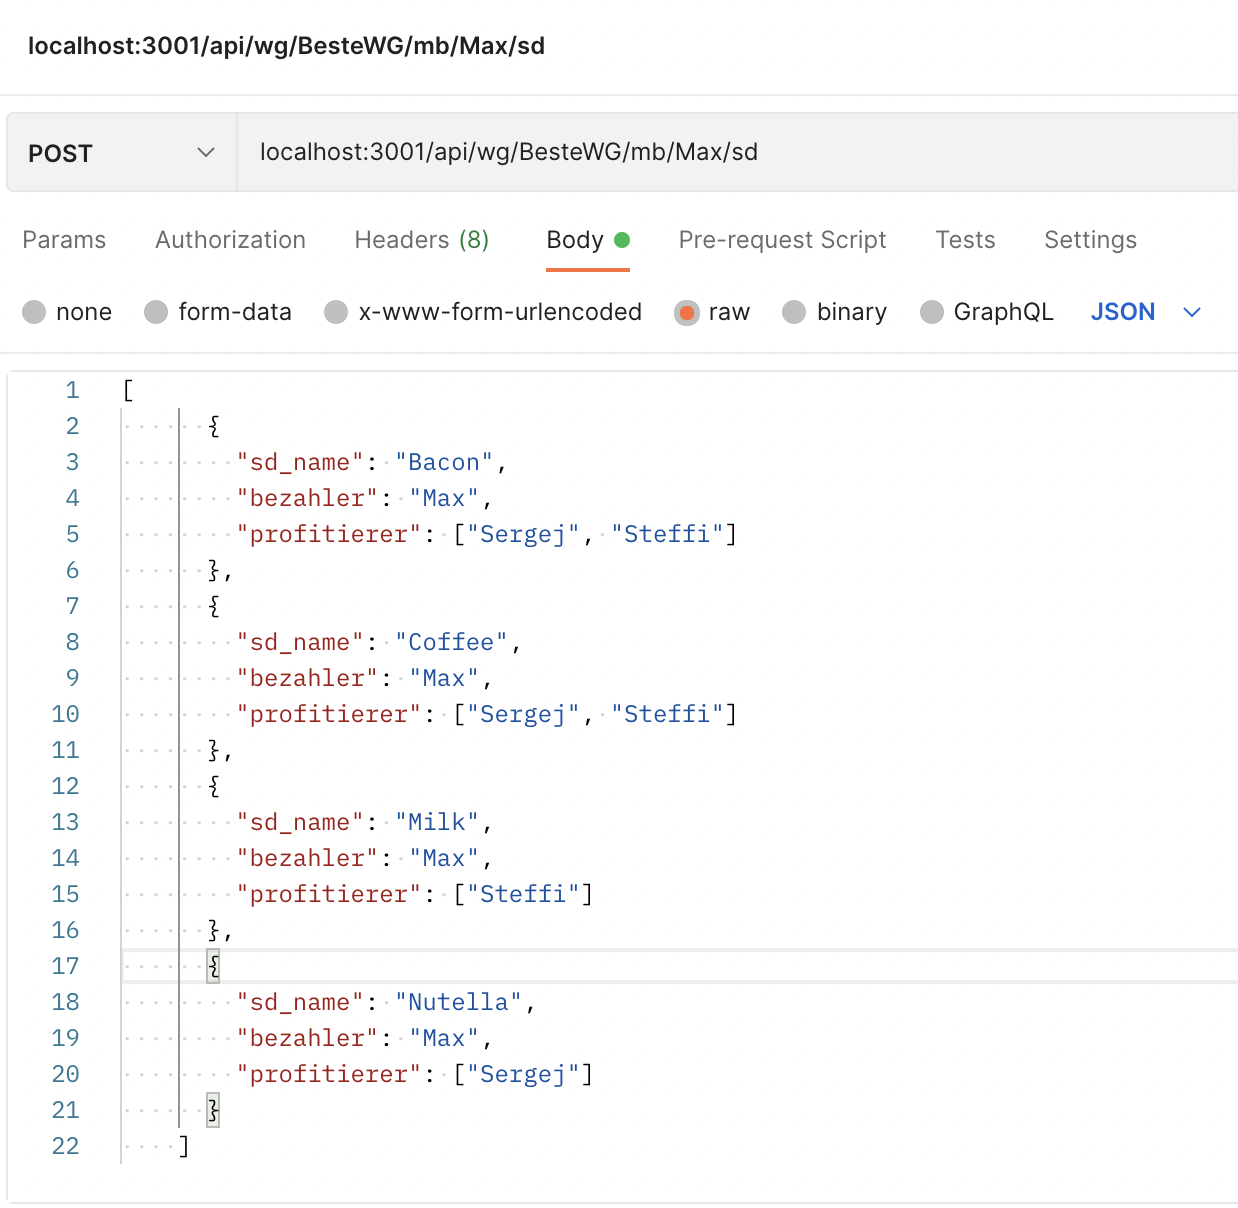 localhost:3001/api/wg/BesteWG/mb/Max/sd
POST localhost:3001/api/wg/BesteWG/mb/Max/sd
Params Authorization Headers (8) Body Pre-request Script Tests Settings
none form-data x-www-form-urlencoded raw binary GraphQL JSON
1 [
2 {
3 "sd_name": "Bacon",
4 "bezahler": "Max",
5 "profitierer": ["Sergej", "Steffi"]
6 },
7 {
8 "sd_name": "Coffee",
9 "bezahler": "Max",
10 "profitierer": ["Sergej", "Steffi"]
11 },
12 {
13 "sd_name": "Milk",
14 "bezahler": "Max",
15 "profitierer": ["Steffi"]
16 },
17 {
18 "sd_name": "Nutella",
19 "bezahler": "Max",
20 "profitierer": ["Sergej"]
21 }
22 ]